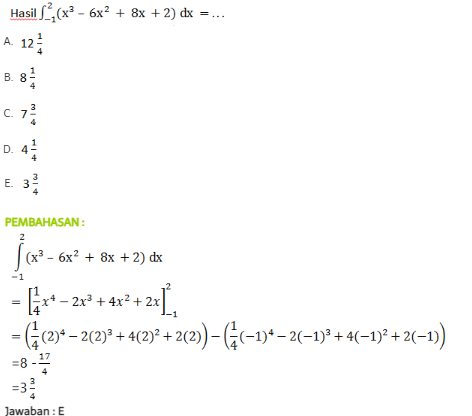 Hasil ∫₋₁² (x³ – 6x² + 8x + 2) dx = …
A. 12 1/4
B. 8 1/4
C. 7 3/4
D. 4 1/4
E. 3 3/4
PEMBAHASAN :
∫₋₁² (x³ – 6x² + 8x + 2) dx
= [1/4 x⁴ – 2x³ + 4x² + 2x]₋₁²
= (1/4 (2)⁴ – 2(2)³ + 4(2)² + 2(2)) – (1/4 (–1)⁴ – 2(–1)³ + 4(–1)² + 2(–1))
=8 - 17/4
=3 3/4
Jawaban : E